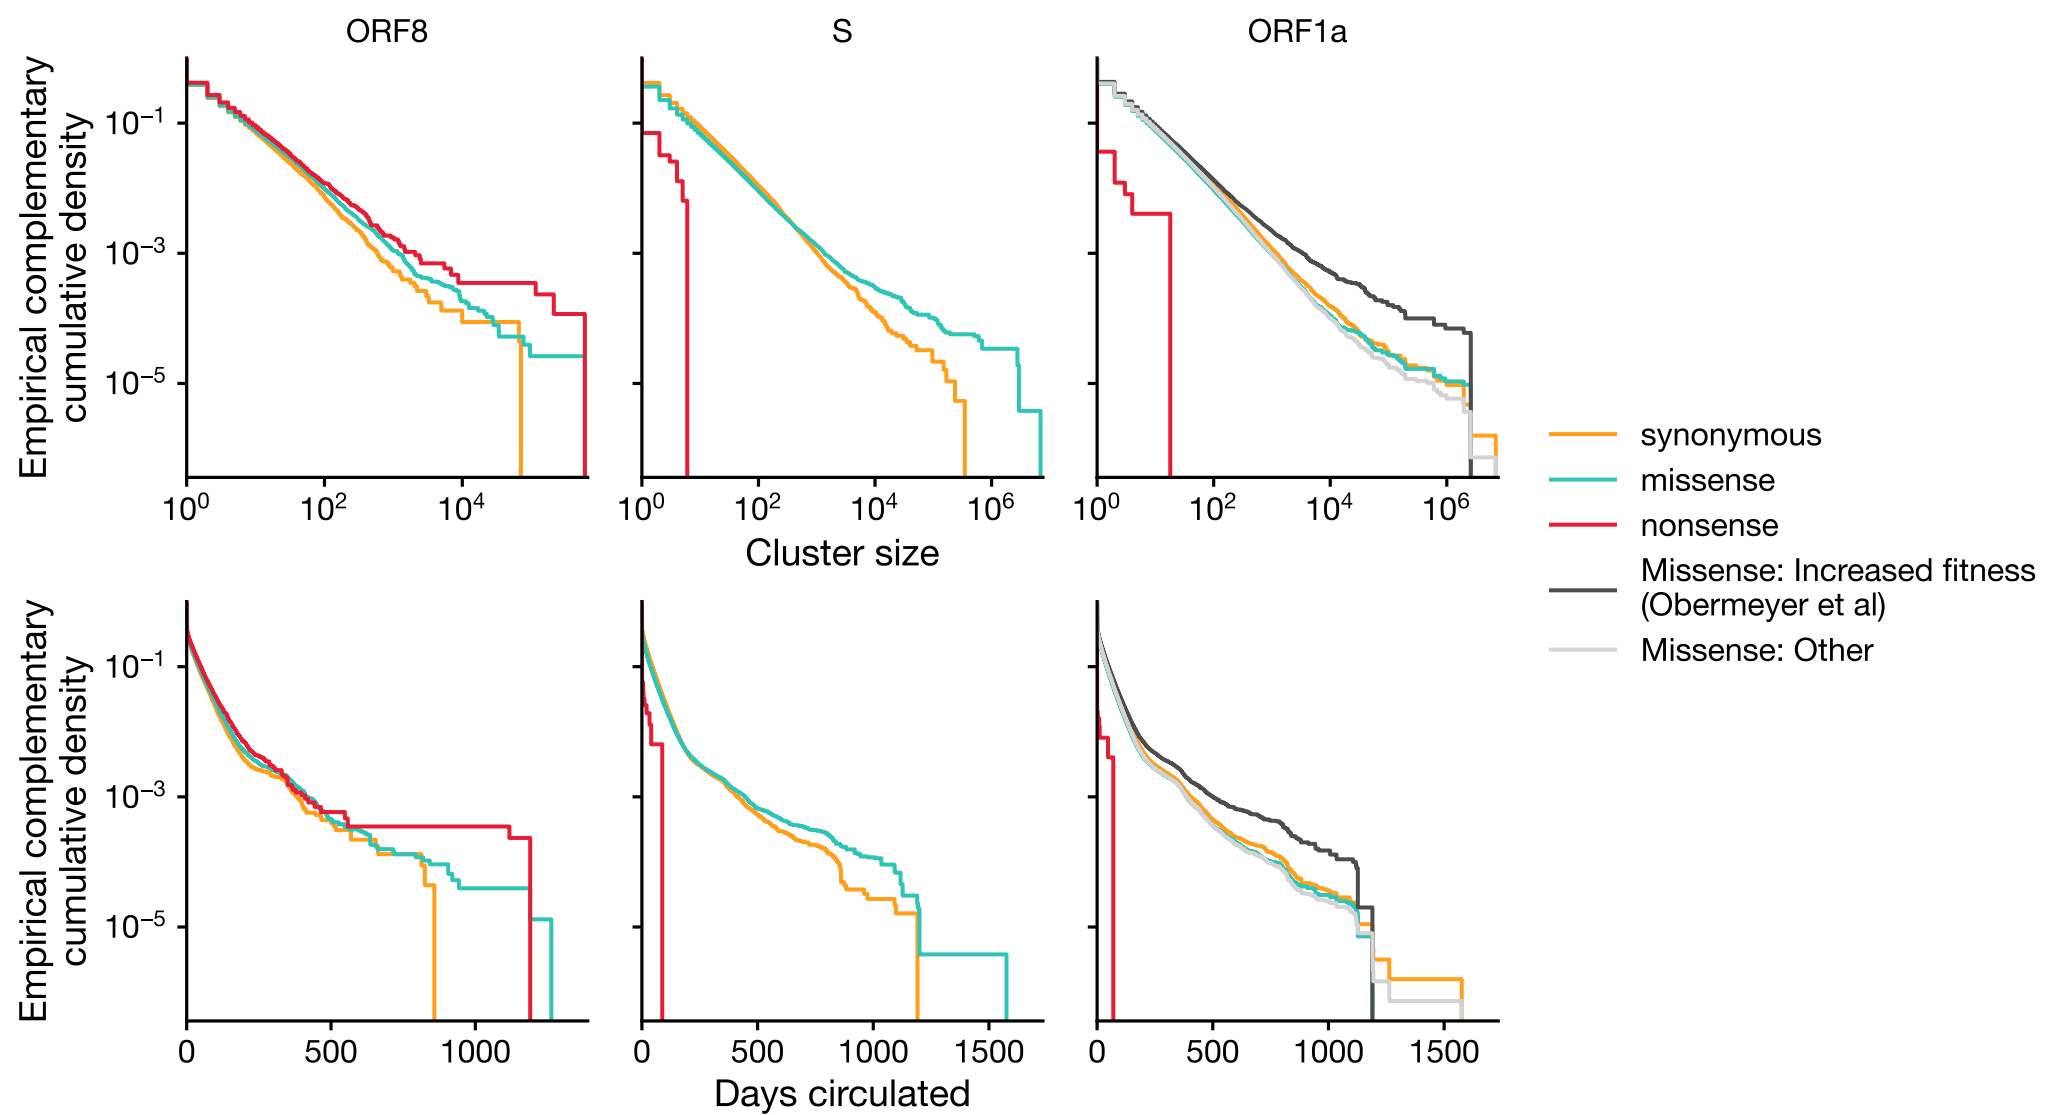 ORF8
S
ORF1a
Empirical complementary
cumulative density
10⁻¹
10⁻³
10⁻⁵
10⁰ 10² 10⁴
10⁰ 10² 10⁴ 10⁶
10⁰ 10² 10⁴ 10⁶
Cluster size
synonymous
missense
nonsense
Missense: Increased fitness
(Obermeyer et al)
Missense: Other
Empirical complementary
cumulative density
10⁻¹
10⁻³
10⁻⁵
0 500 1000
0 500 1000 1500
0 500 1000 1500
Days circulated